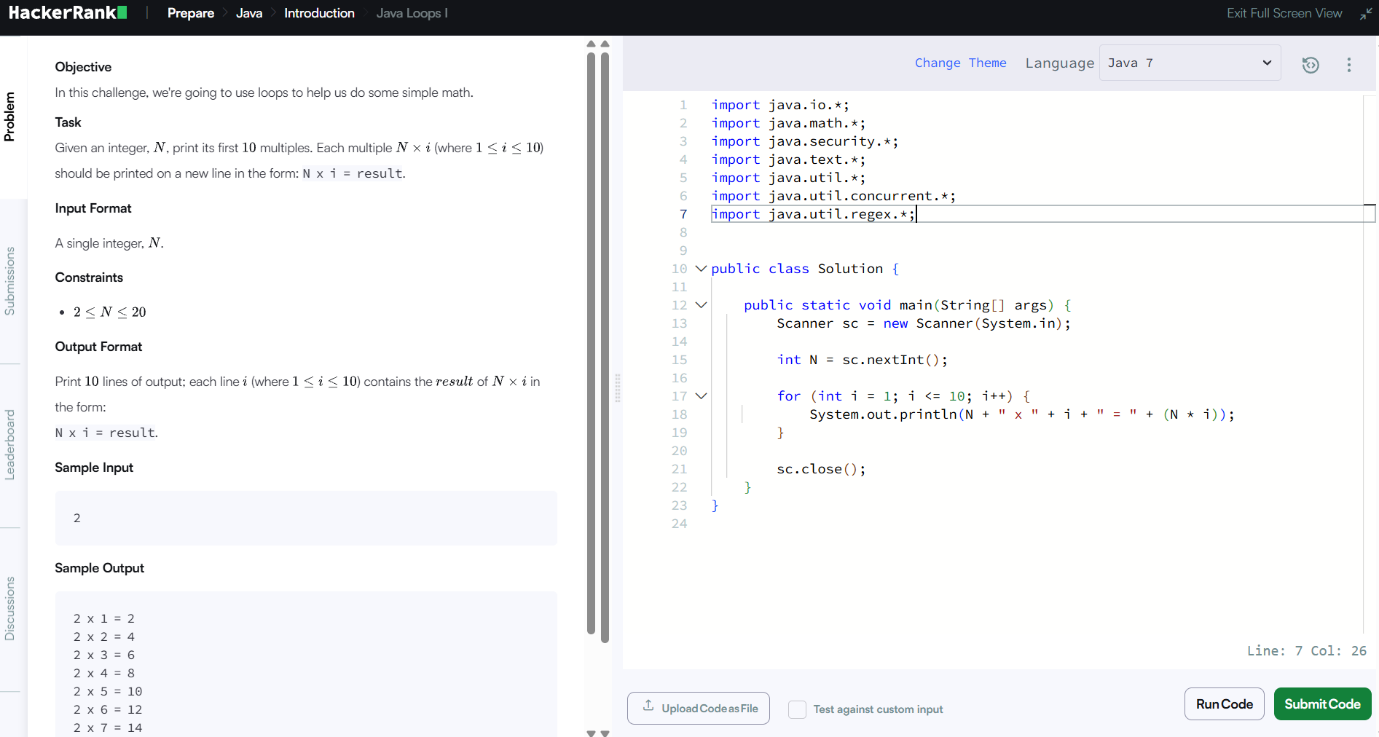 HackerRank | Prepare > Java > Introduction > Java Loops I
Exit Full Screen View
Problem
Submissions
Leaderboard
Discussions
Objective
In this challenge, we're going to use loops to help us do some simple math.
Task
Given an integer, N, print its first 10 multiples. Each multiple N × i (where 1 ≤ i ≤ 10)
should be printed on a new line in the form: N x i = result.
Input Format
A single integer, N.
Constraints
• 2 ≤ N ≤ 20
Output Format
Print 10 lines of output; each line i (where 1 ≤ i ≤ 10) contains the result of N × i in
the form:
N x i = result.
Sample Input
2
Sample Output
2 x 1 = 2
2 x 2 = 4
2 x 3 = 6
2 x 4 = 8
2 x 5 = 10
2 x 6 = 12
2 x 7 = 14
Change Theme Language Java 7
1 import java.io.*;
2 import java.math.*;
3 import java.security.*;
4 import java.text.*;
5 import java.util.*;
6 import java.util.concurrent.*;
7 import java.util.regex.*;
8
9
10 public class Solution {
11
12 public static void main(String[] args) {
13 Scanner sc = new Scanner(System.in);
14
15 int N = sc.nextInt();
16
17 for (int i = 1; i <= 10; i++) {
18 System.out.println(N + " x " + i + " = " + (N * i));
19 }
20
21 sc.close();
22 }
23 }
24
Line: 7 Col: 26
Upload Code as File
Test against custom input
Run Code
Submit Code